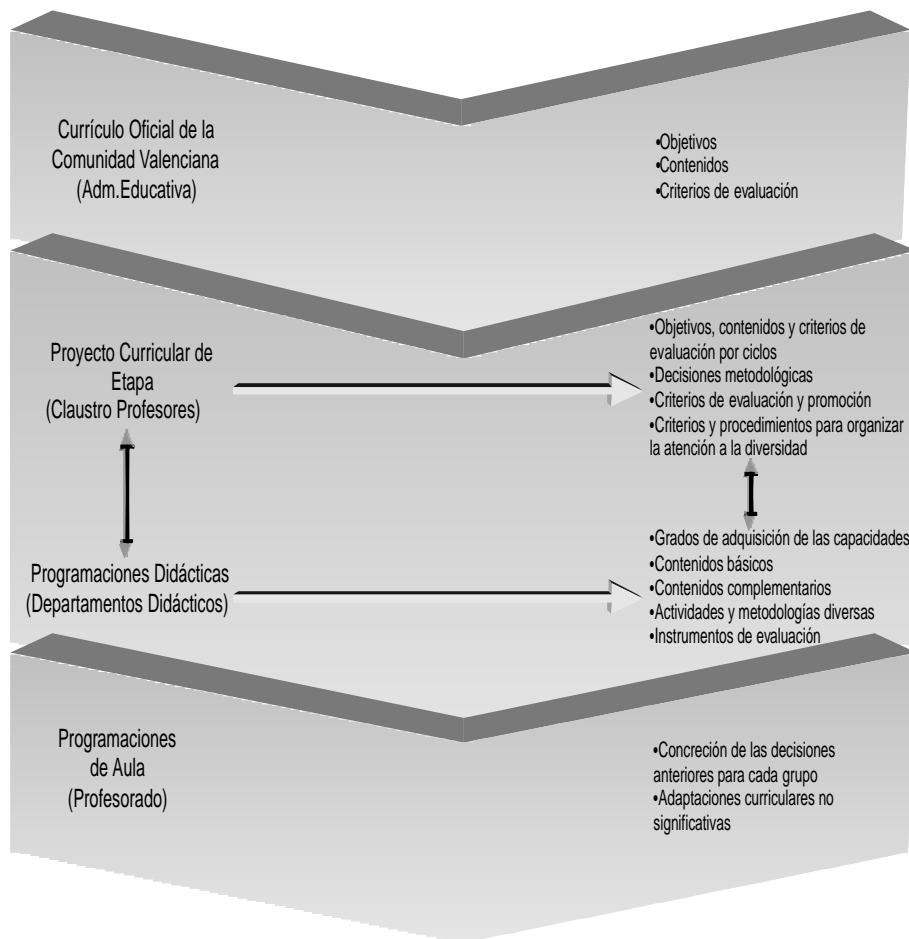 Currículo Oficial de la
Comunidad Valenciana
(Adm.Educativa)
•Objetivos
•Contenidos
•Criterios de evaluación
Proyecto Curricular de
Etapa
(Claustro Profesores)
•Objetivos, contenidos y criterios de
evaluación por ciclos
•Decisiones metodológicas
•Criterios de evaluación y promoción
•Criterios y procedimientos para organizar
la atención a la diversidad
Programaciones Didácticas
(Departamentos Didácticos)
•Grados de adquisición de las capacidades
•Contenidos básicos
•Contenidos complementarios
•Actividades y metodologías diversas
•Instrumentos de evaluación
Programaciones
de Aula
(Profesorado)
•Concreción de las decisiones
anteriores para cada grupo
•Adaptaciones curriculares no
significativas